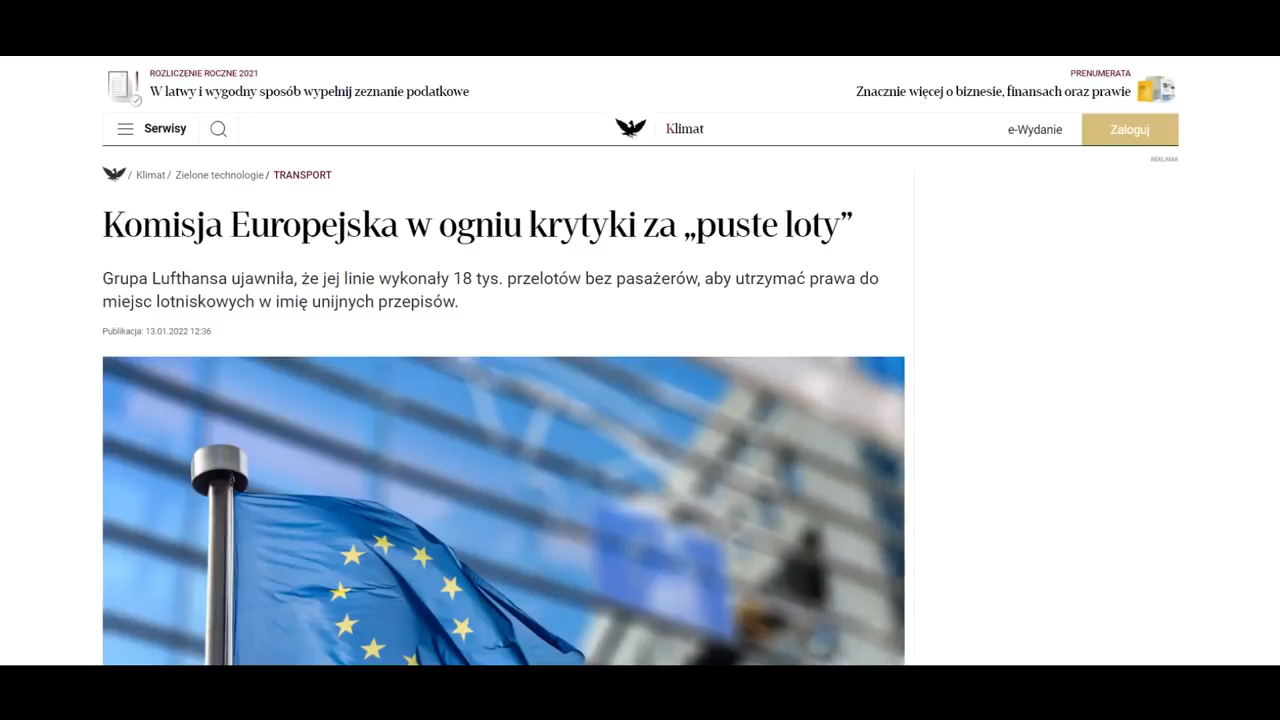 ROZLICZENIE ROCZNE 2021
W łatwy i wygodny sposób wypełnij zeznanie podatkowe
PRENUMERATA
Znacznie więcej o biznesie, finansach oraz prawie
Serwisy
Klimat
e-Wydanie
Zaloguj
REKLAMA
/ Klimat / Zielone technologie / TRANSPORT
Komisja Europejska w ogniu krytyki za „puste loty”
Grupa Lufthansa ujawniła, że jej linie wykonały 18 tys. przelotów bez pasażerów, aby utrzymać prawa do
miejsc lotniskowych w imię unijnych przepisów.
Publikacja: 13.01.2022 12:36